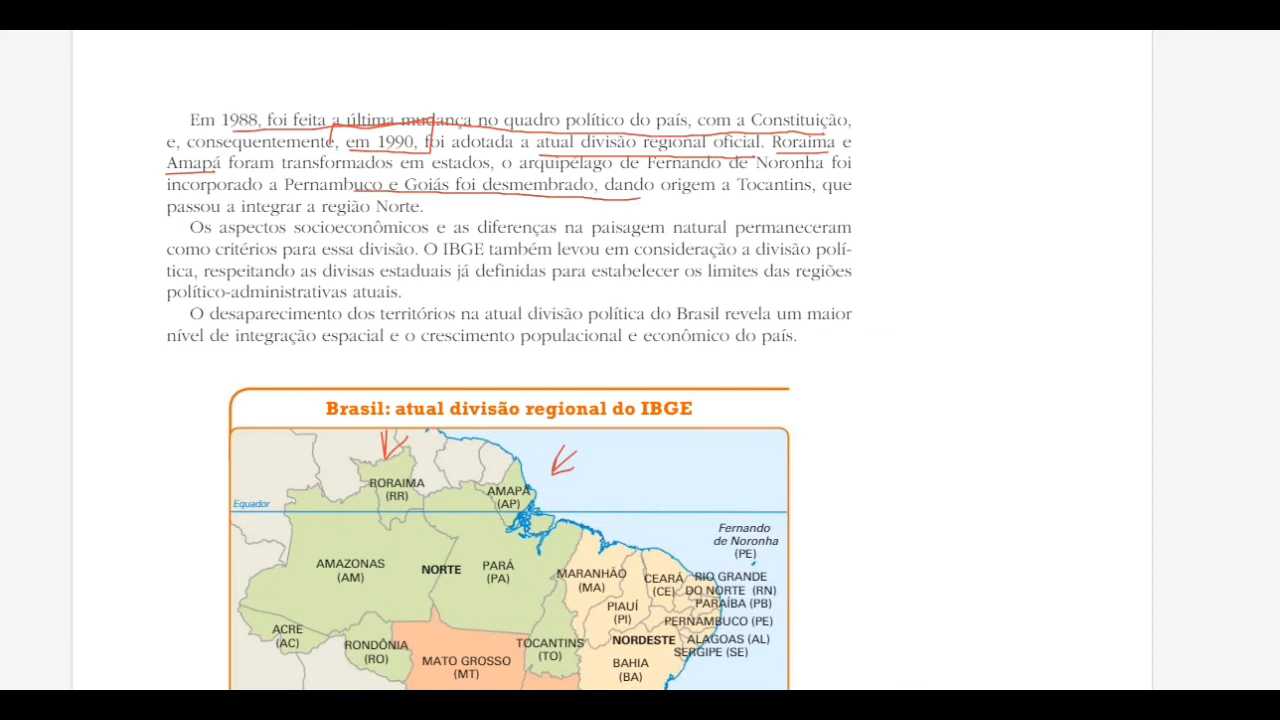 Em 1988, foi feita a última mudança no quadro político do país, com a Constituição,
e, consequentemente, em 1990, foi adotada a atual divisão regional oficial. Roraima e
Amapá foram transformados em estados, o arquipélago de Fernando de Noronha foi
incorporado a Pernambuco e Goiás foi desmembrado, dando origem a Tocantins, que
passou a integrar a região Norte.
Os aspectos socioeconômicos e as diferenças na paisagem natural permaneceram
como critérios para essa divisão. O IBGE também levou em consideração a divisão polí-
tica, respeitando as divisas estaduais já definidas para estabelecer os limites das regiões
político-administrativas atuais.
O desaparecimento dos territórios na atual divisão política do Brasil revela um maior
nível de integração espacial e o crescimento populacional e econômico do país.
Brasil: atual divisão regional do IBGE
RORAIMA
(RR)
AMAPÁ
(AP)
Equador
Fernando
de Noronha
(PE)
AMAZONAS
(AM)
NORTE
PARÁ
(PA)
MARANHÃO
(MA)
CEARÁ
(CE)
RIO GRANDE
DO NORTE (RN)
PARAÍBA (PB)
PIAUÍ
(PI)
PERNAMBUCO (PE)
ACRE
(AC)
RONDÔNIA
(RO)
TOCANTINS
(TO)
NORDESTE
ALAGOAS (AL)
SERGIPE (SE)
MATO GROSSO
(MT)
BAHIA
(BA)